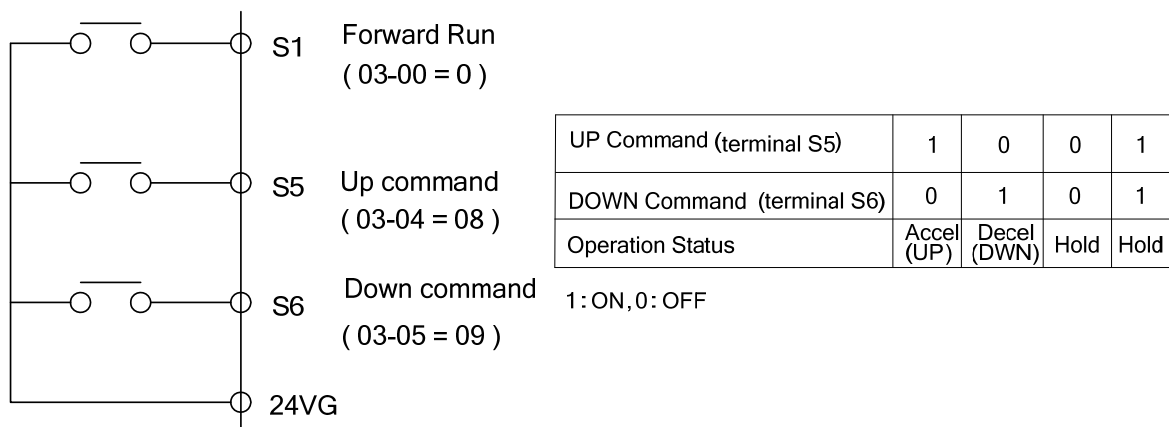 S1 Forward Run
( 03-00 = 0 )
S5 Up command
( 03-04 = 08 )
S6 Down command
( 03-05 = 09 )
24VG
UP Command (terminal S5) 1 0 0 1
DOWN Command (terminal S6) 0 1 0 1
Operation Status Accel (UP) Decel (DWN) Hold Hold
1:ON,0:OFF